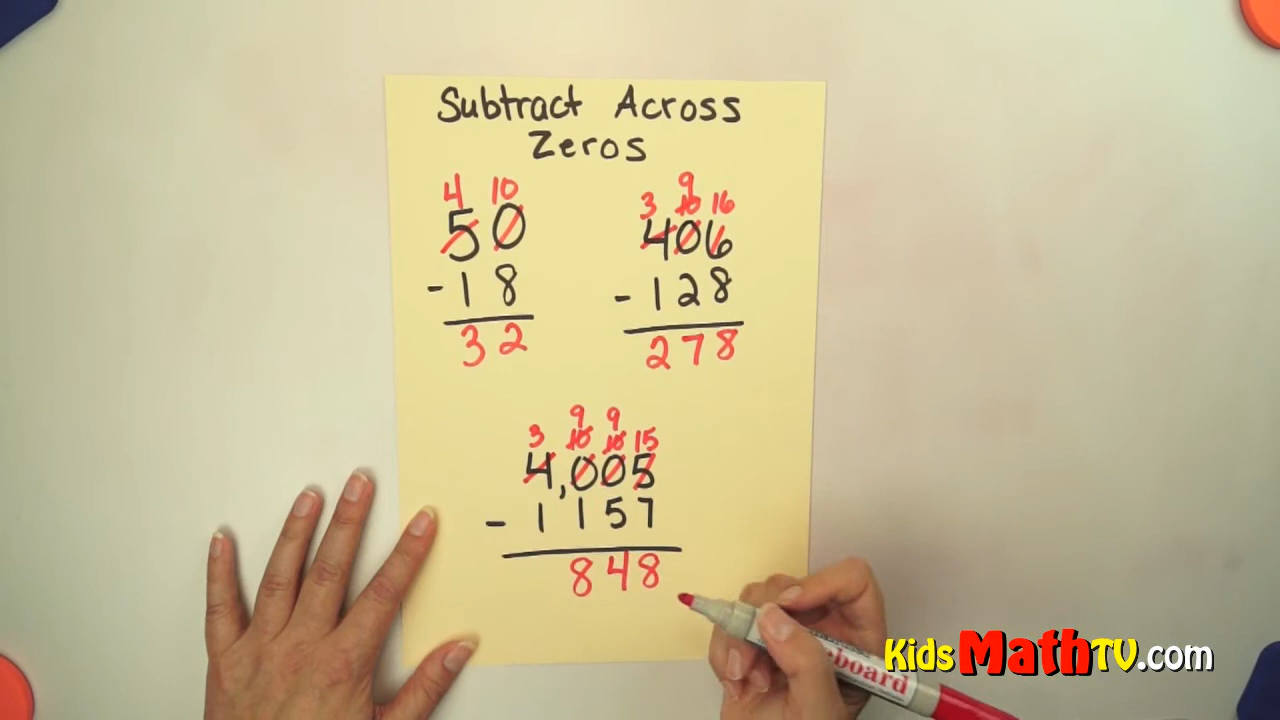 Subtract Across
Zeros
4 10
50
- 18
32
9
3 10 16
406
- 128
278
9 9
3 10 10 15
4,005
- 1157
848
KidsMathTV.com
board